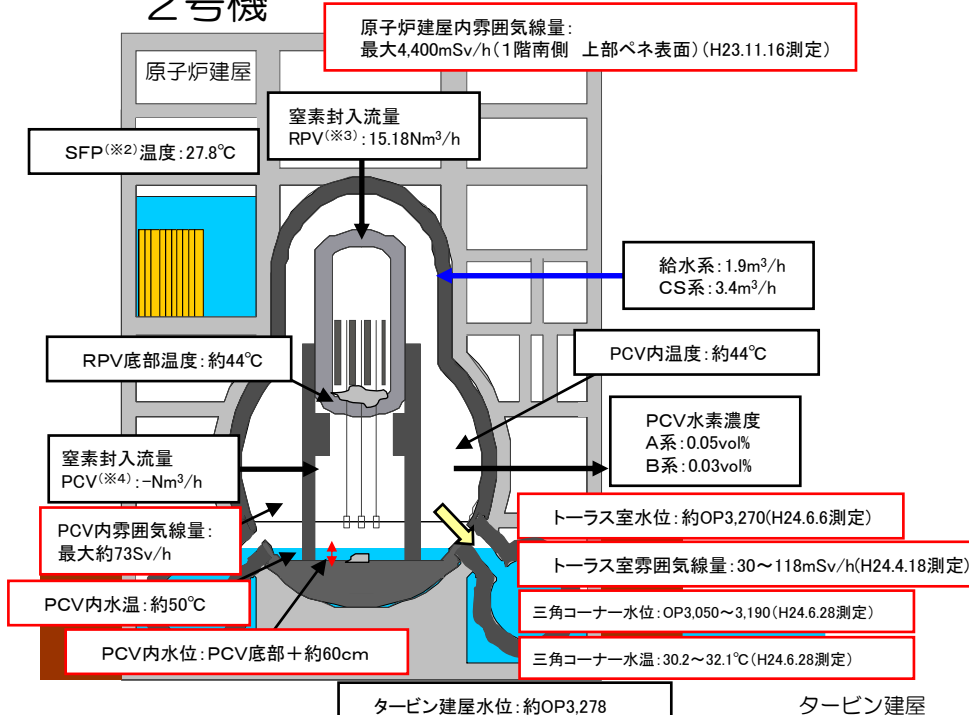 2号機
原子炉建屋内雰囲気線量:
最大4,400mSv/h(1階南側 上部ペネ表面)(H23.11.16測定)
原子炉建屋
窒素封入流量
RPV(※3):15.18Nm³/h
SFP(※2)温度:27.8℃
給水系:1.9m³/h
CS系:3.4m³/h
RPV底部温度:約44℃
PCV内温度:約44℃
PCV水素濃度
A系:0.05vol%
B系:0.03vol%
窒素封入流量
PCV(※4):-Nm³/h
PCV内雰囲気線量:
最大約73Sv/h
トーラス室水位:約OP3,270(H24.6.6測定)
トーラス室雰囲気線量:30~118mSv/h(H24.4.18測定)
PCV内水温:約50℃
三角コーナー水位:OP3,050~3,190(H24.6.28測定)
PCV内水位:PCV底部+約60cm
三角コーナー水温:30.2~32.1℃(H24.6.28測定)
タービン建屋水位:約OP3,278
タービン建屋